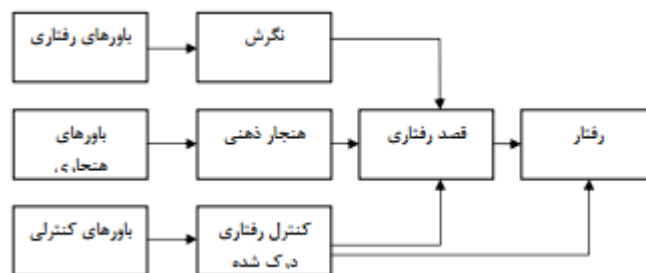 باورهای رفتاری
نگرش
باورهای
هنجاری
هنجار ذهنی
قصد رفتاری
رفتار
باورهای کنترلی
کنترل رفتاری
درک شده